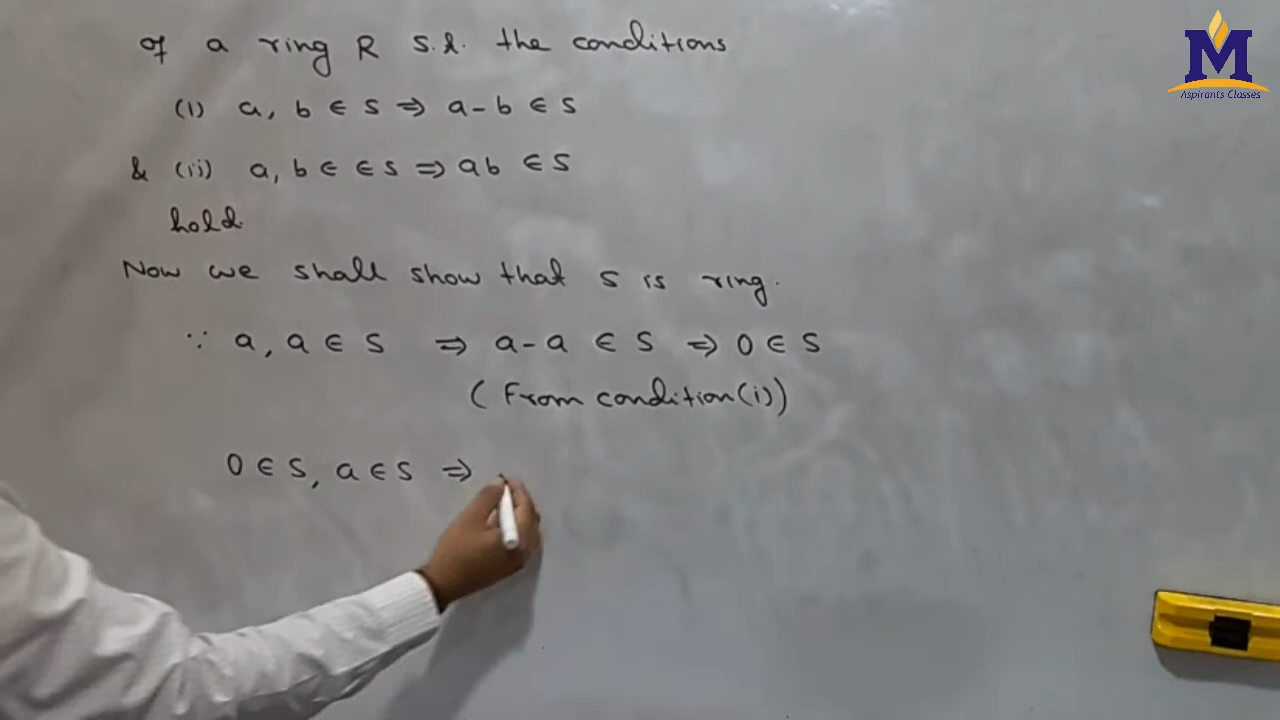 of a ring R s.t. the conditions
(i) a, b ∈ S ⇒ a - b ∈ S
& (ii) a, b ∈ ∈ S ⇒ ab ∈ S
hold.
Now we shall show that S is ring.
∵ a, a ∈ S ⇒ a - a ∈ S ⇒ 0 ∈ S
(From condition (i))
0 ∈ S, a ∈ S ⇒
M
Aspirants Classes